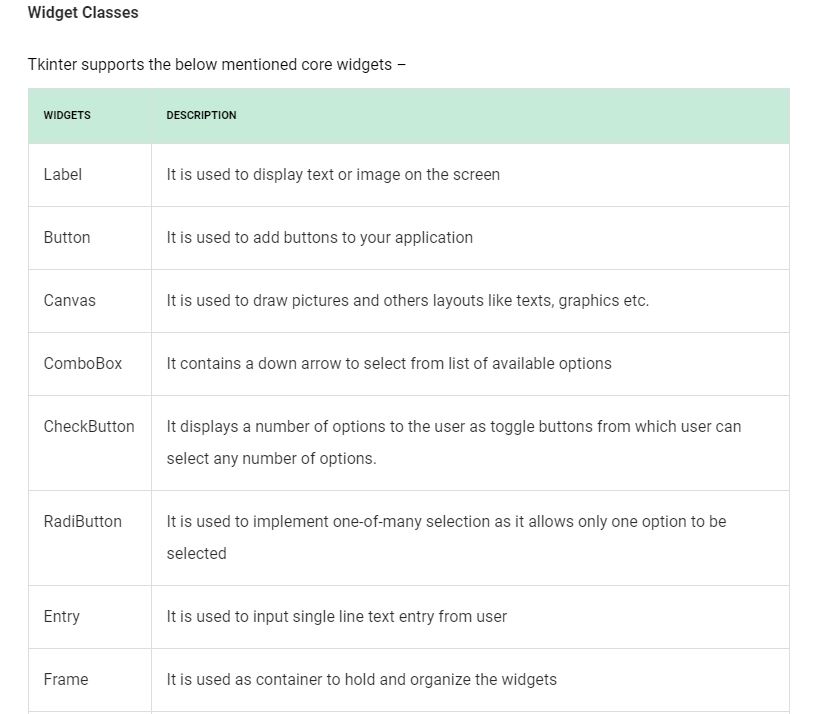 Widget Classes
Tkinter supports the below mentioned core widgets –
WIDGETS DESCRIPTION
Label It is used to display text or image on the screen
Button It is used to add buttons to your application
Canvas It is used to draw pictures and others layouts like texts, graphics etc.
ComboBox It contains a down arrow to select from list of available options
CheckButton It displays a number of options to the user as toggle buttons from which user can
select any number of options.
RadiButton It is used to implement one-of-many selection as it allows only one option to be
selected
Entry It is used to input single line text entry from user
Frame It is used as container to hold and organize the widgets